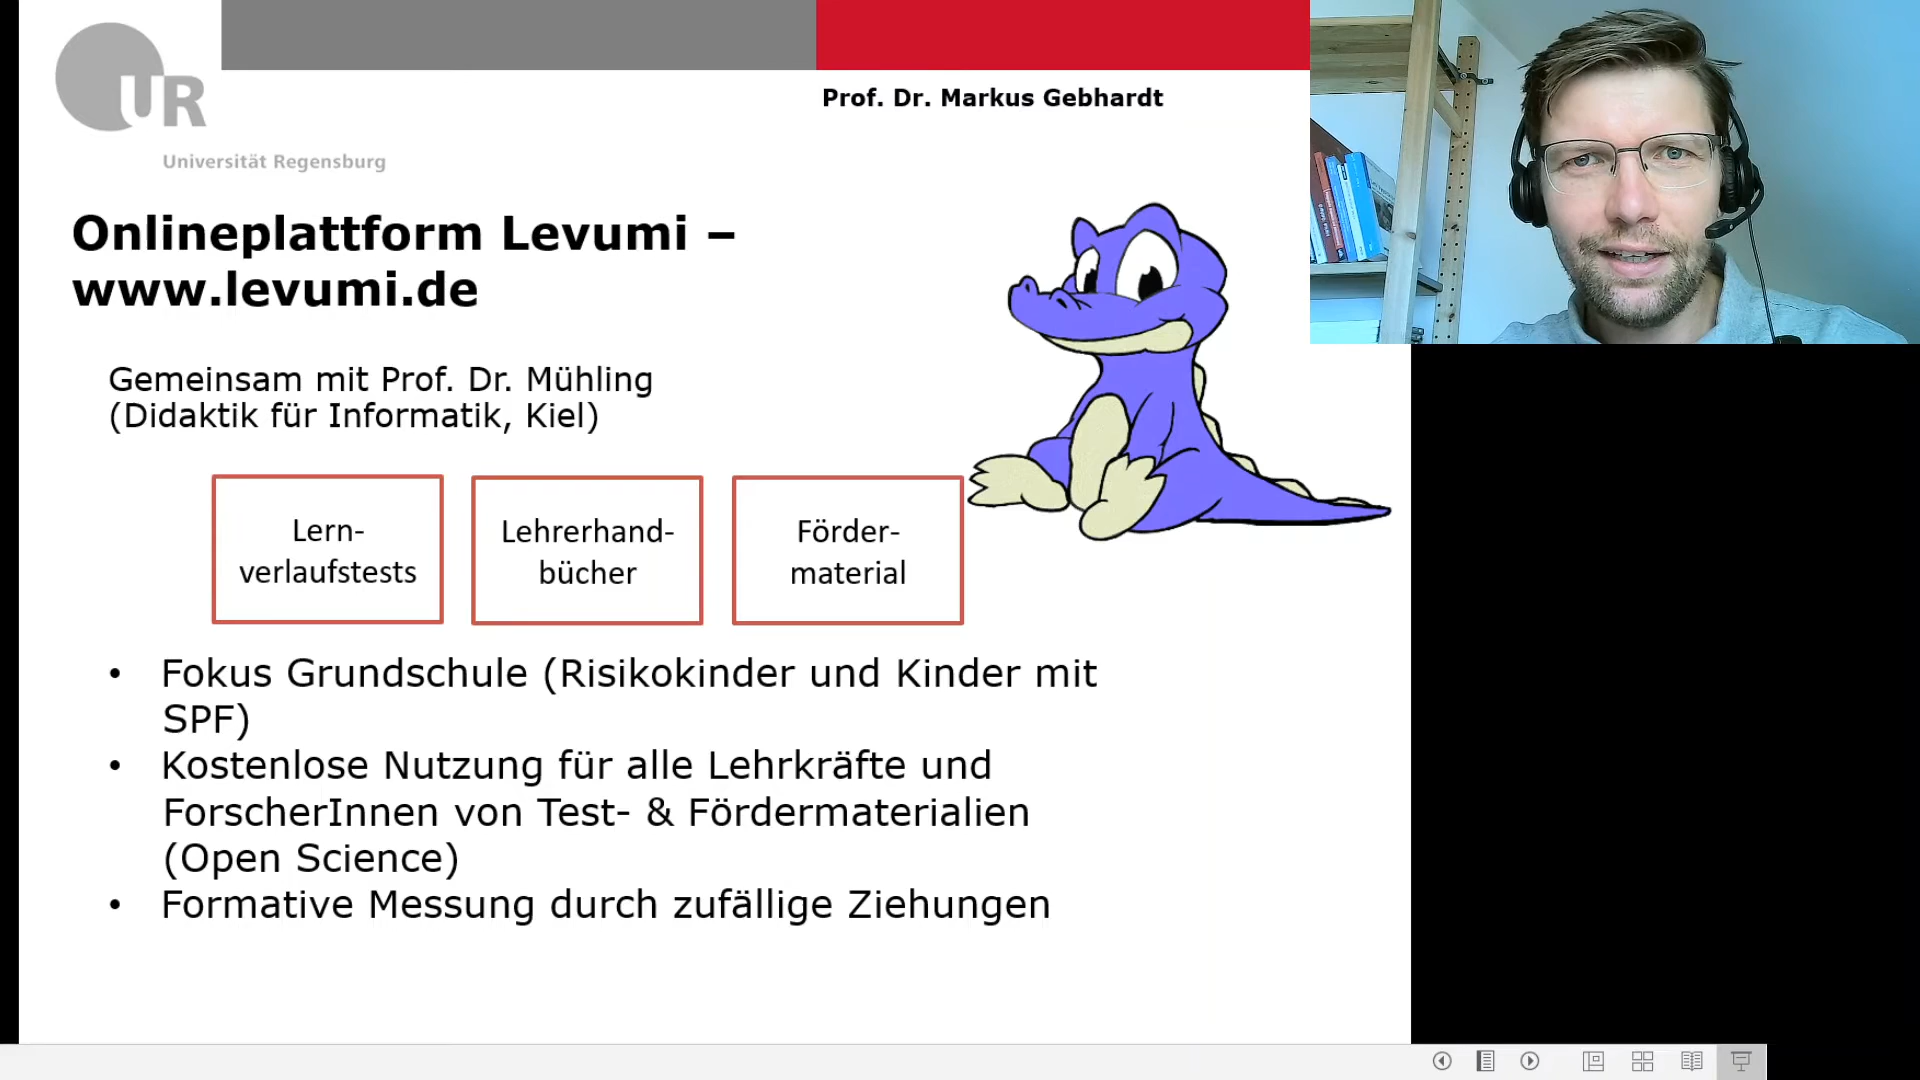 UR
Universität Regensburg
Prof. Dr. Markus Gebhardt
Onlineplattform Levumi –
www.levumi.de
Gemeinsam mit Prof. Dr. Mühling
(Didaktik für Informatik, Kiel)
Lern-
verlaufstests
Lehrerhand-
bücher
Förder-
material
• Fokus Grundschule (Risikokinder und Kinder mit
SPF)
• Kostenlose Nutzung für alle Lehrkräfte und
ForscherInnen von Test- & Fördermaterialien
(Open Science)
• Formative Messung durch zufällige Ziehungen